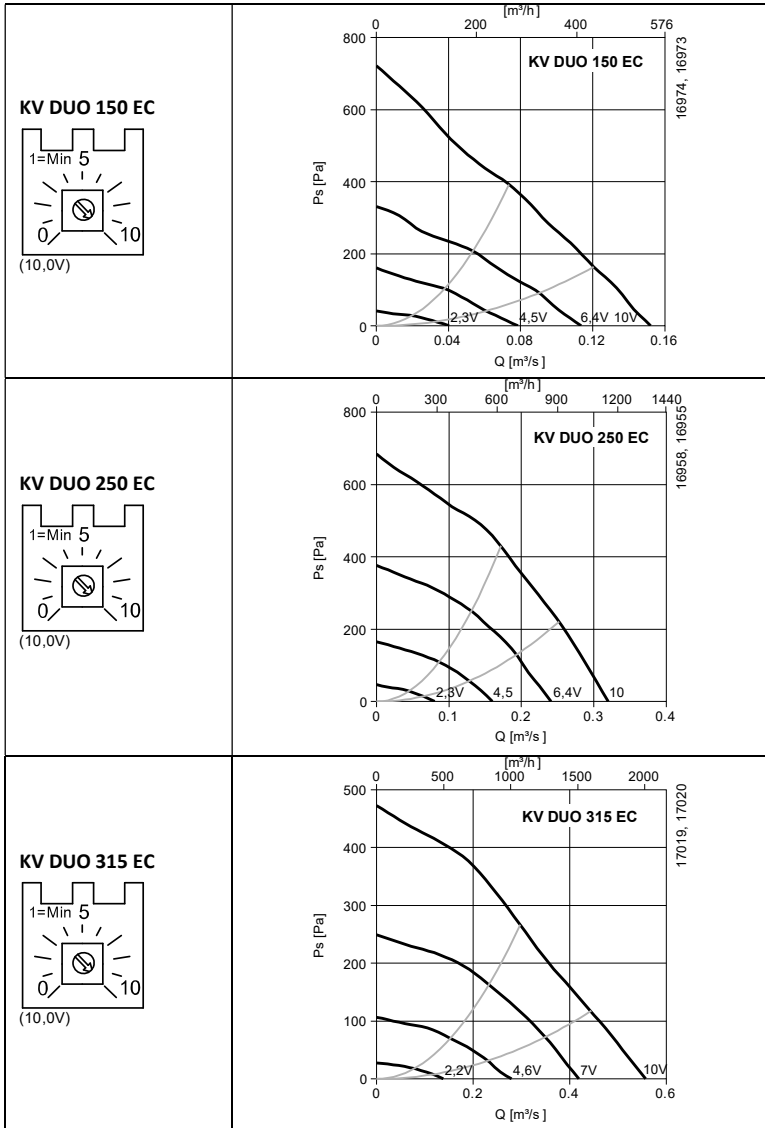 KV DUO 150 EC
1=Min 5
0 10
(10,0V)
[m³/h]
0 200 400 576
800
600
400
200
0
Ps [Pa]
KV DUO 150 EC
16974, 16973
2,3V 4,5V 6,4V 10V
0 0.04 0.08 0.12 0.16
Q [m³/s]
KV DUO 250 EC
1=Min 5
0 10
(10,0V)
[m³/h]
0 300 600 900 1200 1440
800
600
400
200
0
Ps [Pa]
KV DUO 250 EC
16958, 16955
2,3V 4,5 6,4V 10
0 0.1 0.2 0.3 0.4
Q [m³/s]
KV DUO 315 EC
1=Min 5
0 10
(10,0V)
[m³/h]
0 500 1000 1500 2000
500
400
300
200
100
0
Ps [Pa]
KV DUO 315 EC
17019, 17020
2,2V 4,6V 7V 10V
0 0.2 0.4 0.6
Q [m³/s]